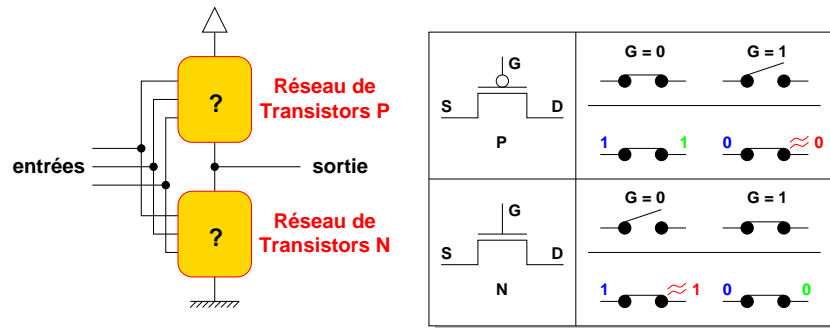 ?
Réseau de
Transistors P
entrées
sortie
?
Réseau de
Transistors N
G
S D
P
G = 0 G = 1
1 1 0 ≈ 0
G
S D
N
G = 0 G = 1
1 ≈ 1 0 0